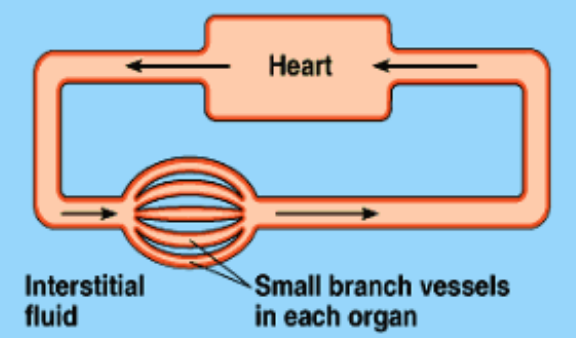 Heart
Interstitial
fluid
Small branch vessels
in each organ